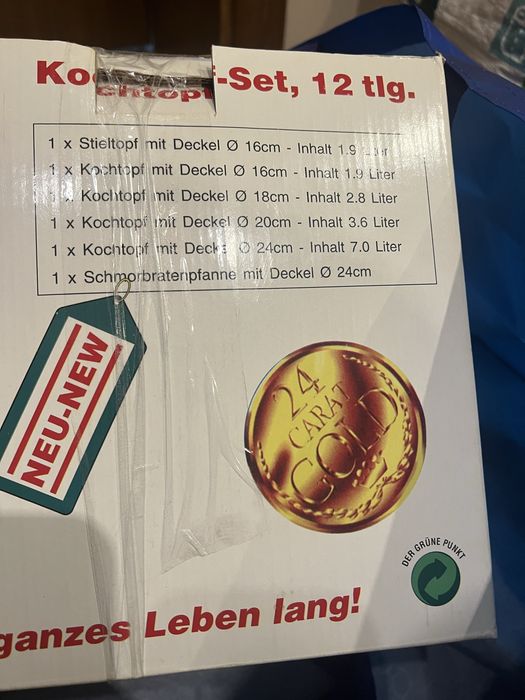 Kochtopf-Set, 12 tlg.
1 x Stieltopf mit Deckel Ø 16cm - Inhalt 1.9 Liter
1 x Kochtopf mit Deckel Ø 16cm - Inhalt 1.9 Liter
1 x Kochtopf mit Deckel Ø 18cm - Inhalt 2.8 Liter
1 x Kochtopf mit Deckel Ø 20cm - Inhalt 3.6 Liter
1 x Kochtopf mit Deckel Ø 24cm - Inhalt 7.0 Liter
1 x Schmorbratenpfanne mit Deckel Ø 24cm
NEU-NEW
24
CARAT
GOLD
DER GRÜNE PUNKT
ganzes Leben lang!